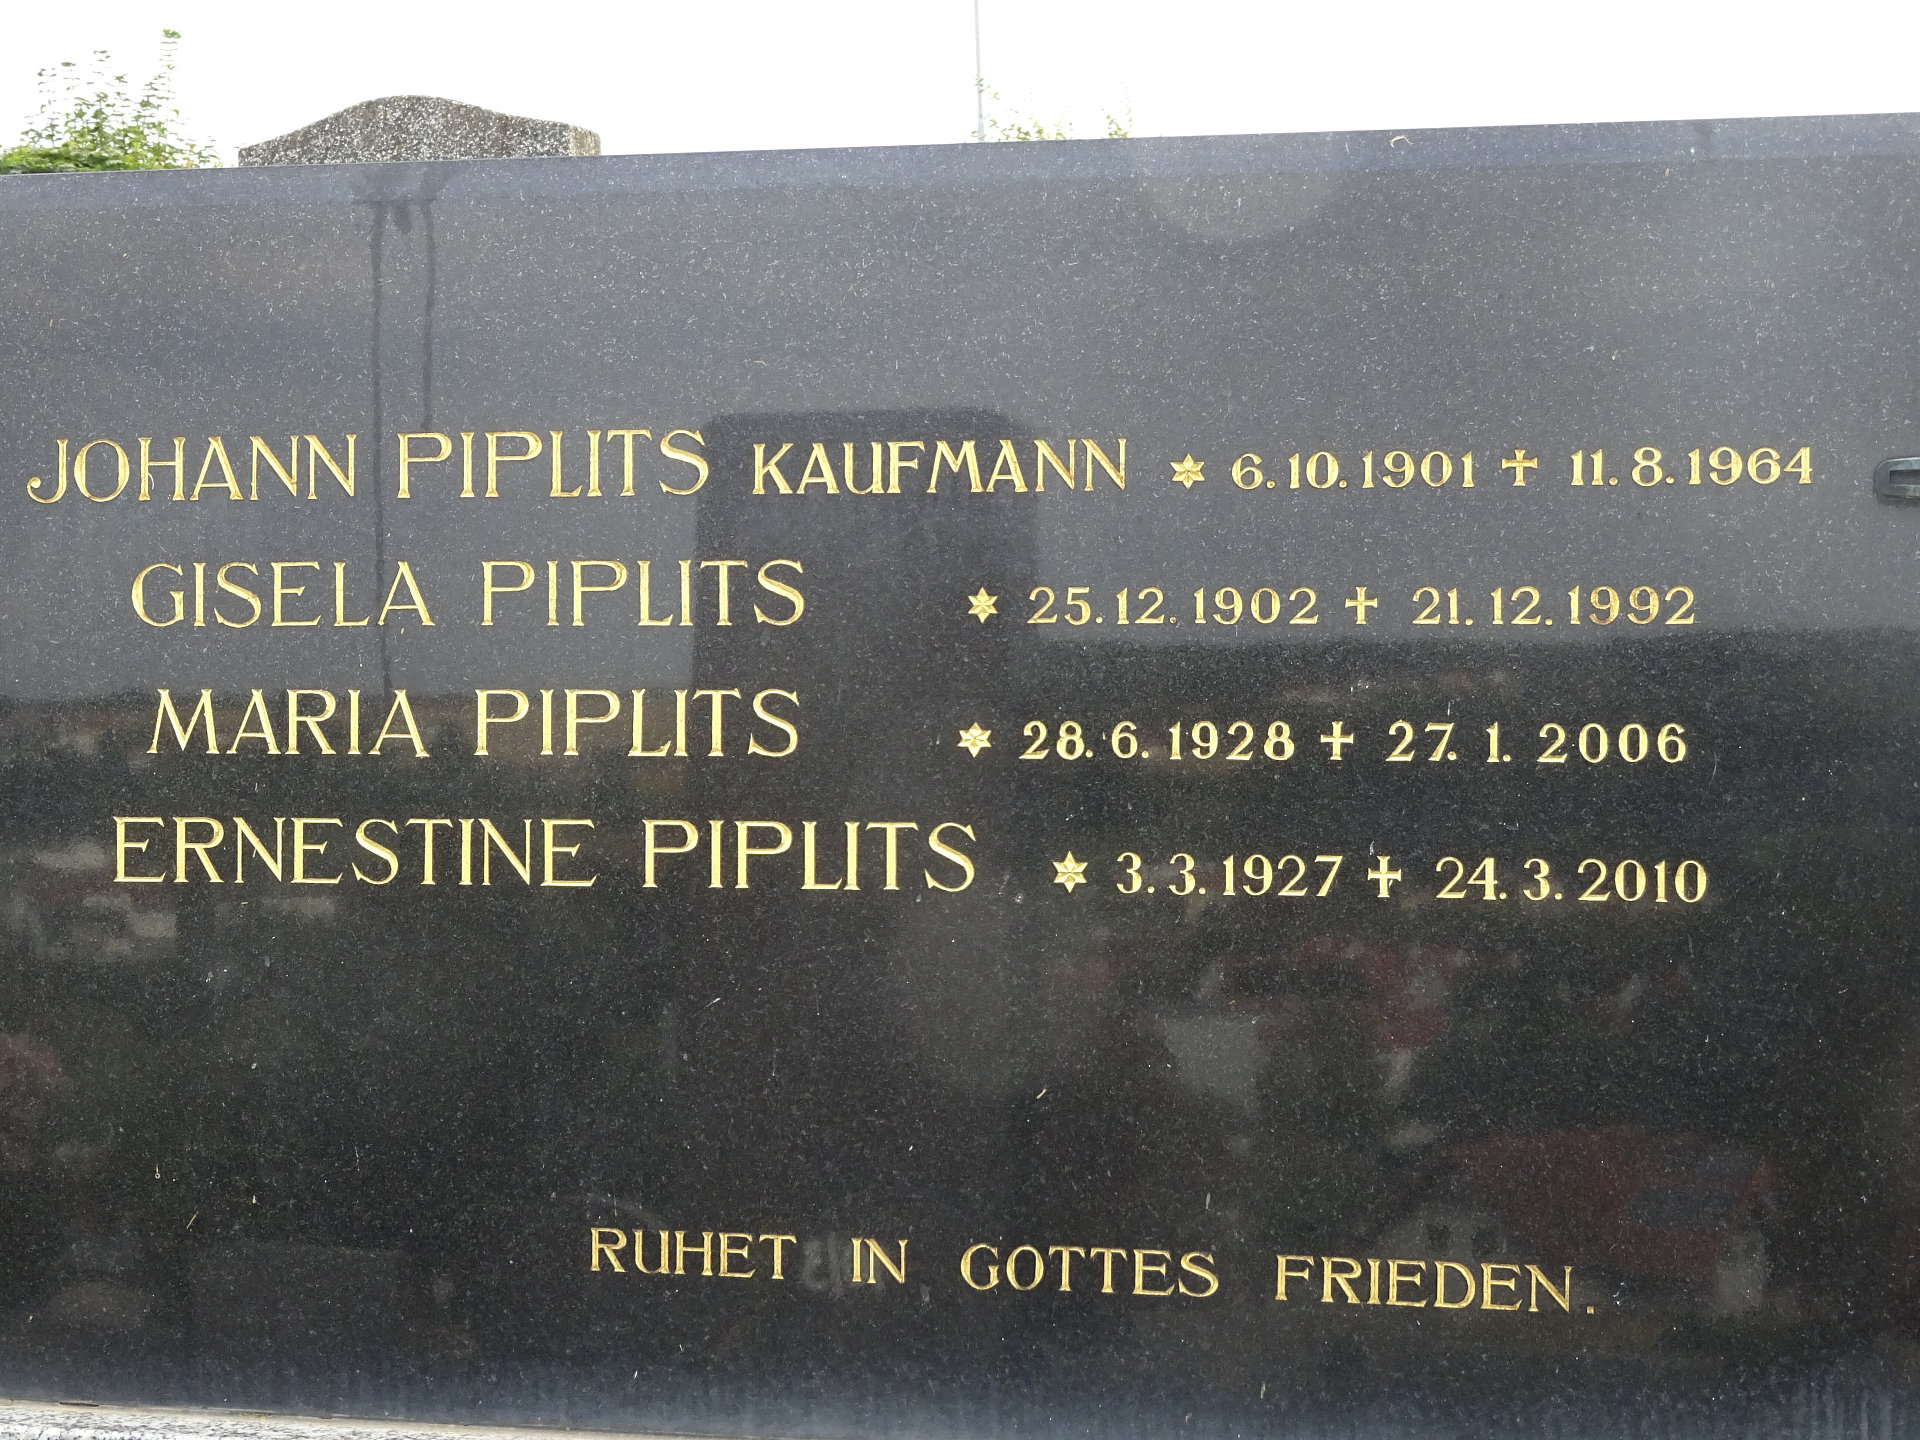 JOHANN PIPLITS KAUFMANN ✶ 6.10.1901 ✝ 11.8.1964
GISELA PIPLITS ✶ 25.12.1902 ✝ 21.12.1992
MARIA PIPLITS ✶ 28.6.1928 ✝ 27.1.2006
ERNESTINE PIPLITS ✶ 3.3.1927 ✝ 24.3.2010
RUHET IN GOTTES FRIEDEN.